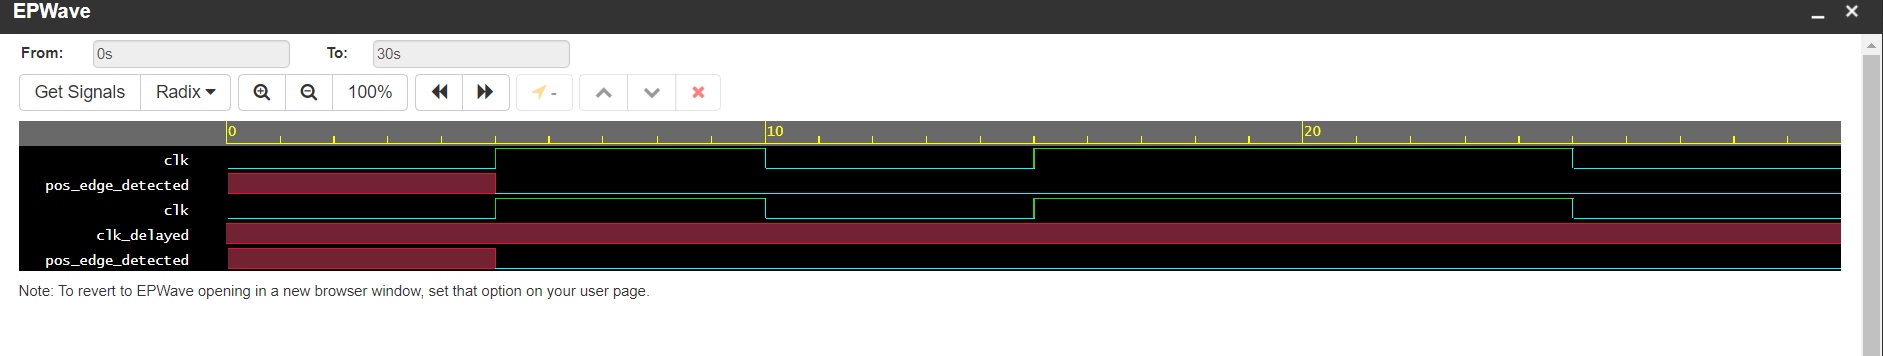 EPWave
From: 0s To: 30s
Get Signals Radix 100% -
0 10 20
clk
pos_edge_detected
clk
clk_delayed
pos_edge_detected
Note: To revert to EPWave opening in a new browser window, set that option on your user page.